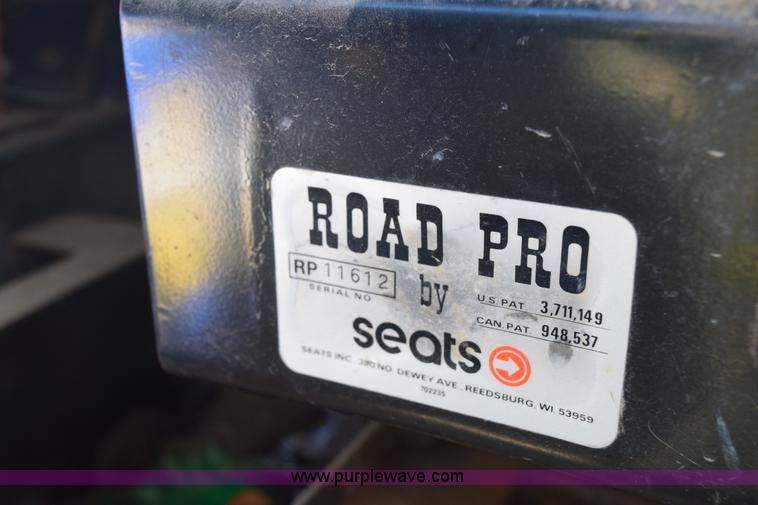 ROAD PRO
RP 11612
SERIAL NO
by
U.S. PAT 3,711,149
CAN. PAT 948,537
seats
SEATS INC. 390 NO. DEWEY AVE., REEDSBURG, WI. 53959
702235
www.purplewave.com